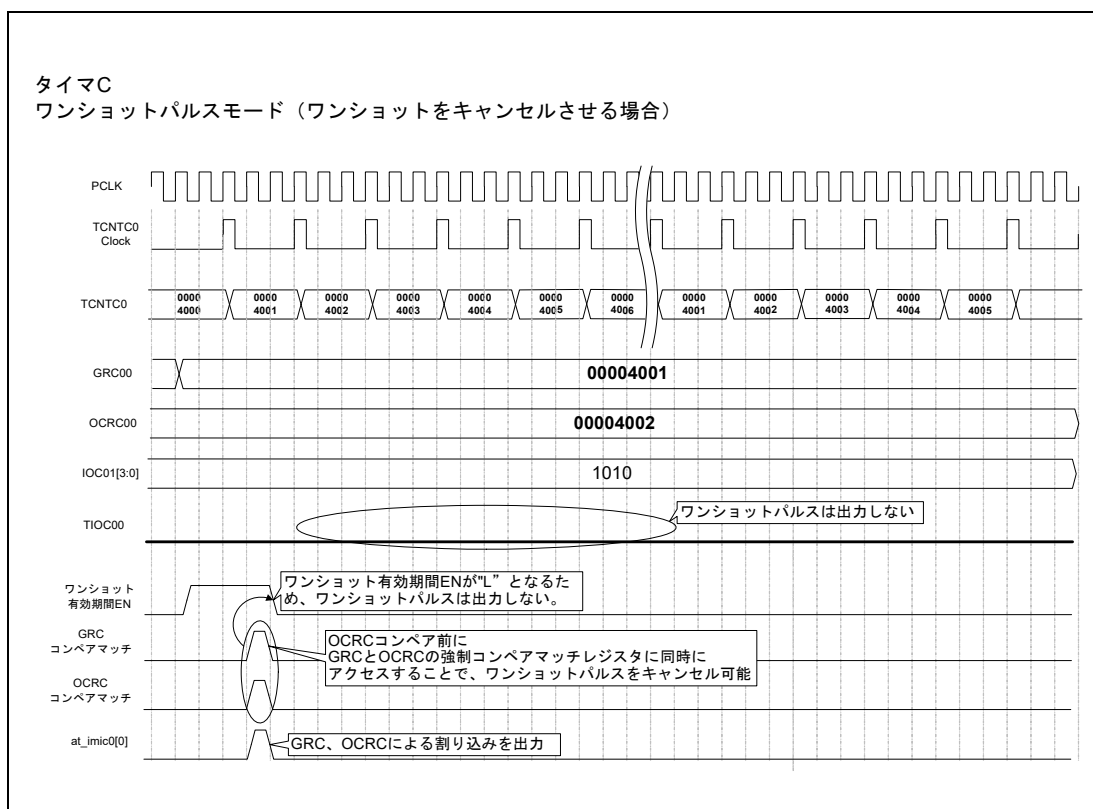 タイマC
ワンショットパルスモード（ワンショットをキャンセルさせる場合）
PCLK
TCNTC0
Clock
TCNTC0
0000 0000 0000 0000 0000 0000 0000 0000 0000 0000 0000 0000
4000 4001 4002 4003 4004 4005 4006 4001 4002 4003 4004 4005
GRC00
00004001
OCRC00
00004002
IOC01[3:0]
1010
TIOC00
ワンショットパルスは出力しない
ワンショット
有効期間EN
ワンショット有効期間ENが"L”となるた
め、ワンショットパルスは出力しない。
GRC
コンペアマッチ
OCRCコンペア前に
GRCとOCRCの強制コンペアマッチレジスタに同時に
アクセスすることで、ワンショットパルスをキャンセル可能
OCRC
コンペアマッチ
at_imic0[0]
GRC、OCRCによる割り込みを出力